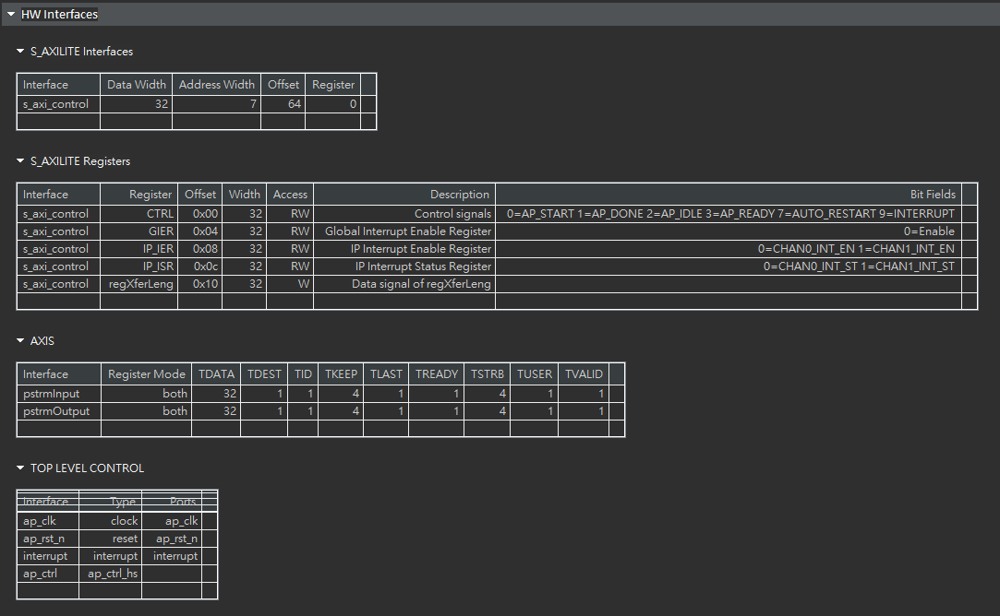 HW Interfaces
S_AXILITE Interfaces
Interface Data Width Address Width Offset Register
s_axi_control 32 7 64 0
S_AXILITE Registers
Interface Register Offset Width Access Description Bit Fields
s_axi_control CTRL 0x00 32 RW Control signals 0=AP_START 1=AP_DONE 2=AP_IDLE 3=AP_READY 7=AUTO_RESTART 9=INTERRUPT
s_axi_control GIER 0x04 32 RW Global Interrupt Enable Register 0=Enable
s_axi_control IP_IER 0x08 32 RW IP Interrupt Enable Register 0=CHAN0_INT_EN 1=CHAN1_INT_EN
s_axi_control IP_ISR 0x0c 32 RW IP Interrupt Status Register 0=CHAN0_INT_ST 1=CHAN1_INT_ST
s_axi_control regXferLeng 0x10 32 W Data signal of regXferLeng
AXIS
Interface Register Mode TDATA TDEST TID TKEEP TLAST TREADY TSTRB TUSER TVALID
pstrmInput both 32 1 1 4 1 1 4 1 1
pstrmOutput both 32 1 1 4 1 1 4 1 1
TOP LEVEL CONTROL
Interface Type Ports
ap_clk clock ap_clk
ap_rst_n reset ap_rst_n
interrupt interrupt interrupt
ap_ctrl ap_ctrl_hs